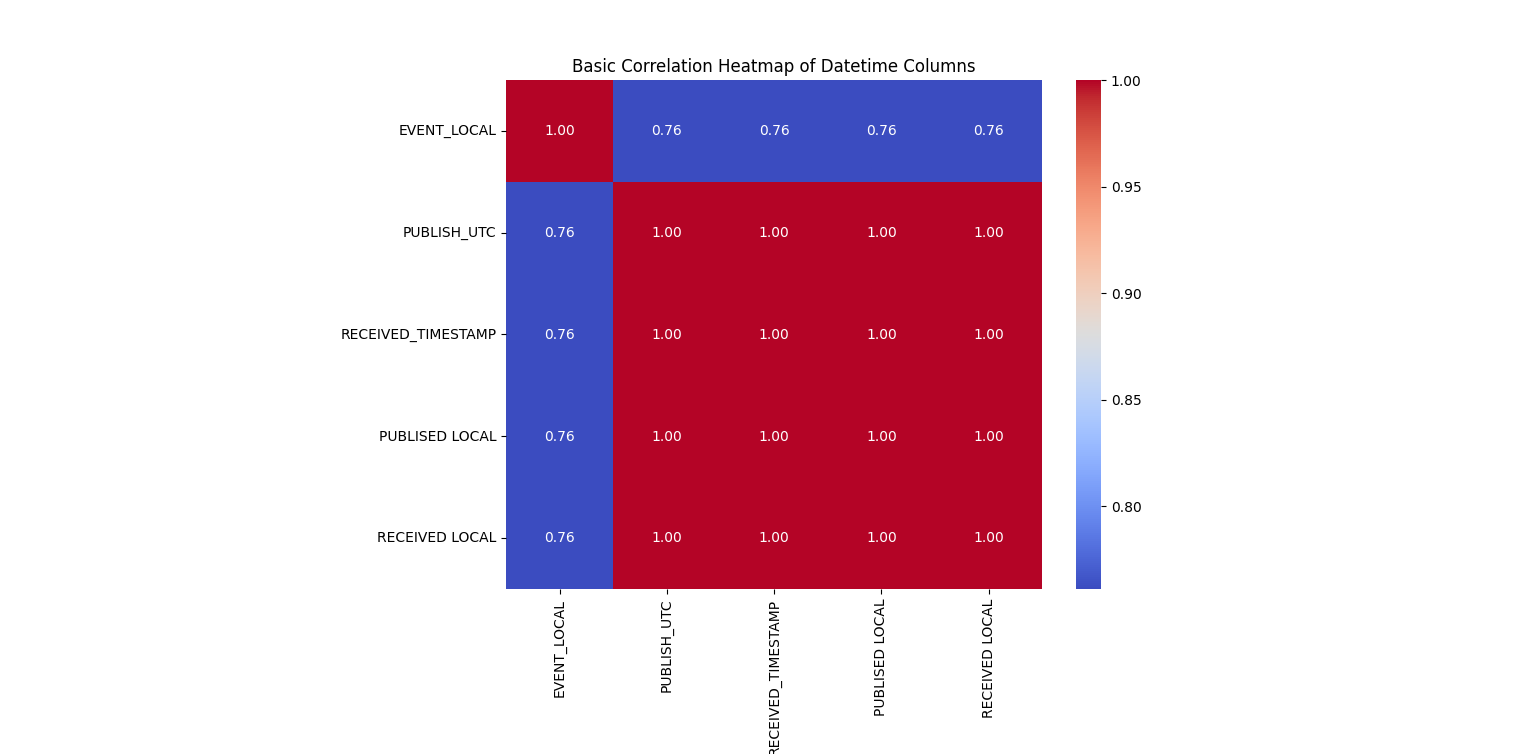 Basic Correlation Heatmap of Datetime Columns
EVENT_LOCAL 1.00 0.76 0.76 0.76 0.76
PUBLISH_UTC 0.76 1.00 1.00 1.00 1.00
RECEIVED_TIMESTAMP 0.76 1.00 1.00 1.00 1.00
PUBLISED LOCAL 0.76 1.00 1.00 1.00 1.00
RECEIVED LOCAL 0.76 1.00 1.00 1.00 1.00
EVENT_LOCAL
PUBLISH_UTC
RECEIVED_TIMESTAMP
PUBLISED LOCAL
RECEIVED LOCAL
1.00
0.95
0.90
0.85
0.80